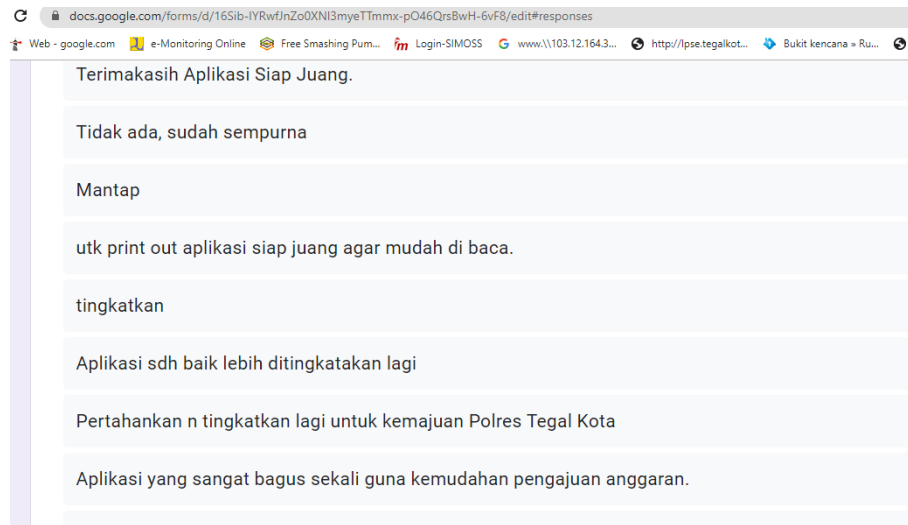 docs.google.com/forms/d/16Sib-IYRwfJnZo0XNI3myeTTmmx-pO46QrsBwH-6vF8/edit#responses
Web - google.com e-Monitoring Online Free Smashing Pum... Login-SIMOSS www.\\103.12.164.3... http://lpse.tegalkot... Bukit kencana » Ru...
Terimakasih Aplikasi Siap Juang.
Tidak ada, sudah sempurna
Mantap
utk print out aplikasi siap juang agar mudah di baca.
tingkatkan
Aplikasi sdh baik lebih ditingkatakan lagi
Pertahankan n tingkatkan lagi untuk kemajuan Polres Tegal Kota
Aplikasi yang sangat bagus sekali guna kemudahan pengajuan anggaran.